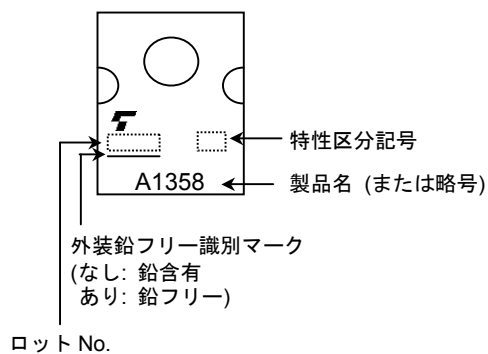 特性区分記号
A1358
製品名 (または略号)
外装鉛フリー識別マーク
(なし: 鉛含有
あり: 鉛フリー)
ロット No.